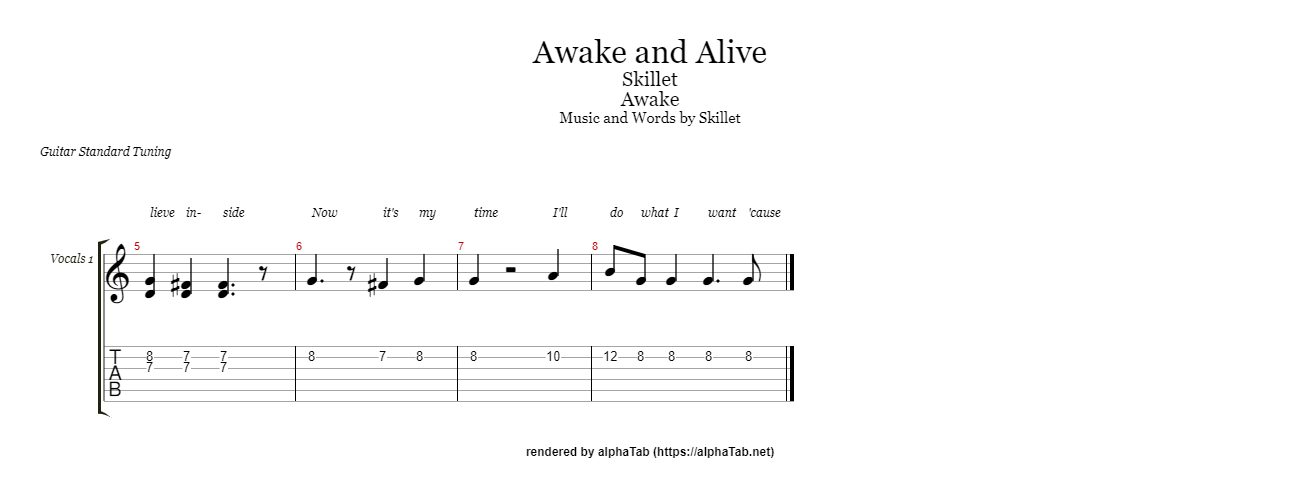 Awake and Alive
Skillet
Awake
Music and Words by Skillet
Guitar Standard Tuning
lieve in- side Now it's my time I'll do what I want 'cause
5 6 7 8
Vocals 1
T 8 7 7 8 7 8 8 10 12 8 8 8 8
7 7 7
A
B
rendered by alphaTab (https://alphaTab.net)